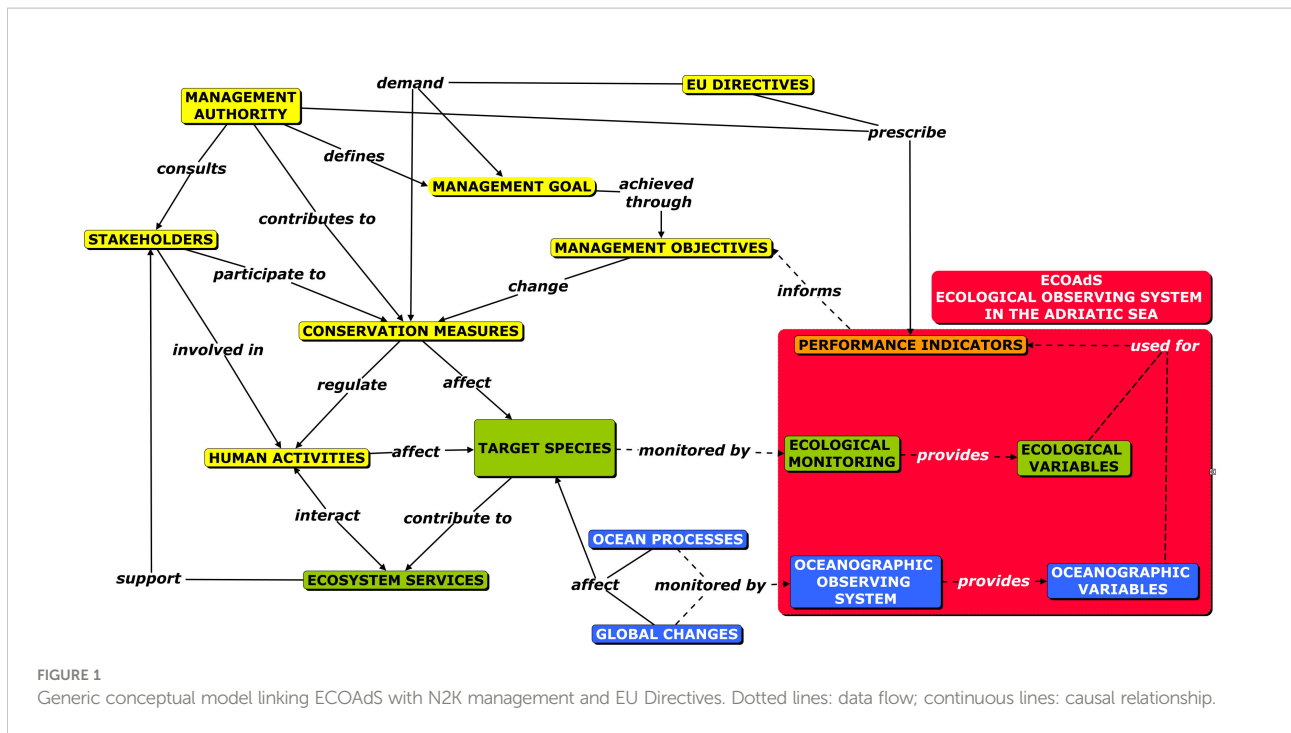 demand
EU DIRECTIVES
MANAGEMENT
AUTHORITY
prescribe
defines
consults
MANAGEMENT GOAL
achieved
through
contributes to
STAKEHOLDERS
MANAGEMENT OBJECTIVES
participate to
change
informs
ECOAdS
ECOLOGICAL OBSERVING SYSTEM
IN THE ADRIATIC SEA
CONSERVATION MEASURES
involved in
PERFORMANCE INDICATORS
used for
regulate
affect
HUMAN ACTIVITIES
affect
TARGET SPECIES
monitored by
ECOLOGICAL
MONITORING
provides
ECOLOGICAL
VARIABLES
interact
contribute to
OCEAN PROCESSES
support
ECOSYSTEM SERVICES
affect
monitored by
OCEANOGRAPHIC
OBSERVING
SYSTEM
provides
OCEANOGRAPHIC
VARIABLES
GLOBAL CHANGES
FIGURE 1
Generic conceptual model linking ECOAdS with N2K management and EU Directives. Dotted lines: data flow; continuous lines: causal relationship.